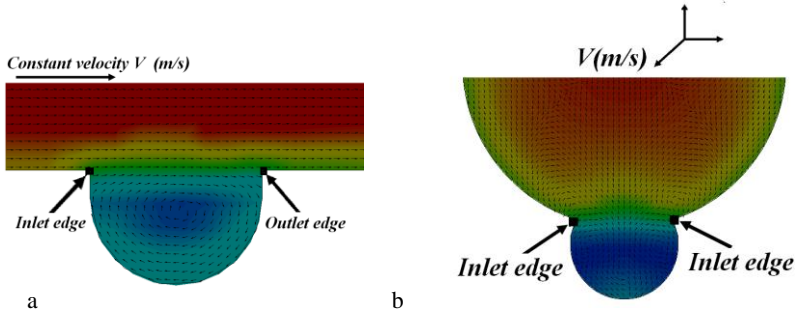 Constant velocity V (m/s)
Inlet edge
Outlet edge
a
V(m/s)
Inlet edge
Inlet edge
b